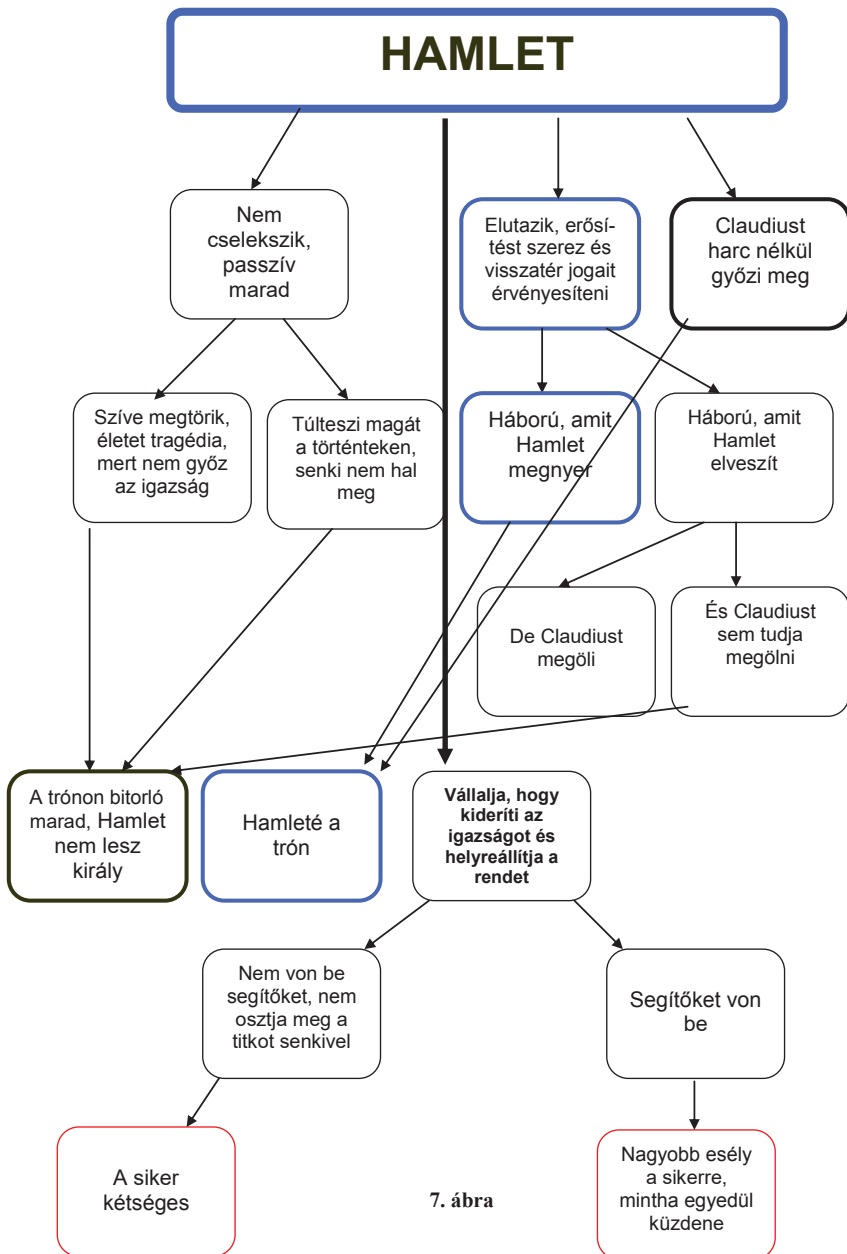 HAMLET
Nem
cselekszik,
passzív
marad
Elutazik, erősí-
tést szerez és
visszatér jogait
érvényesíteni
Claudiust
harc nélkül
győzi meg
Szíve megtörik,
életet tragédia,
mert nem győz
az igazság
Túlteszi magát
a történteken,
senki nem hal
meg
Háború, amit
Hamlet
megnyer
Háború, amit
Hamlet
elveszít
De Claudiust
megöli
És Claudiust
sem tudja
megölni
A trónon bitorló
marad, Hamlet
nem lesz
király
Hamleté a
trón
Vállalja, hogy
kideríti az
igazságot és
helyreállítja a
rendet
Nem von be
segítőket, nem
osztja meg a
titkot senkivel
Segítőket von
be
A siker
kétséges
7. ábra
Nagyobb esély
a sikerre,
mintha egyedül
küzdene